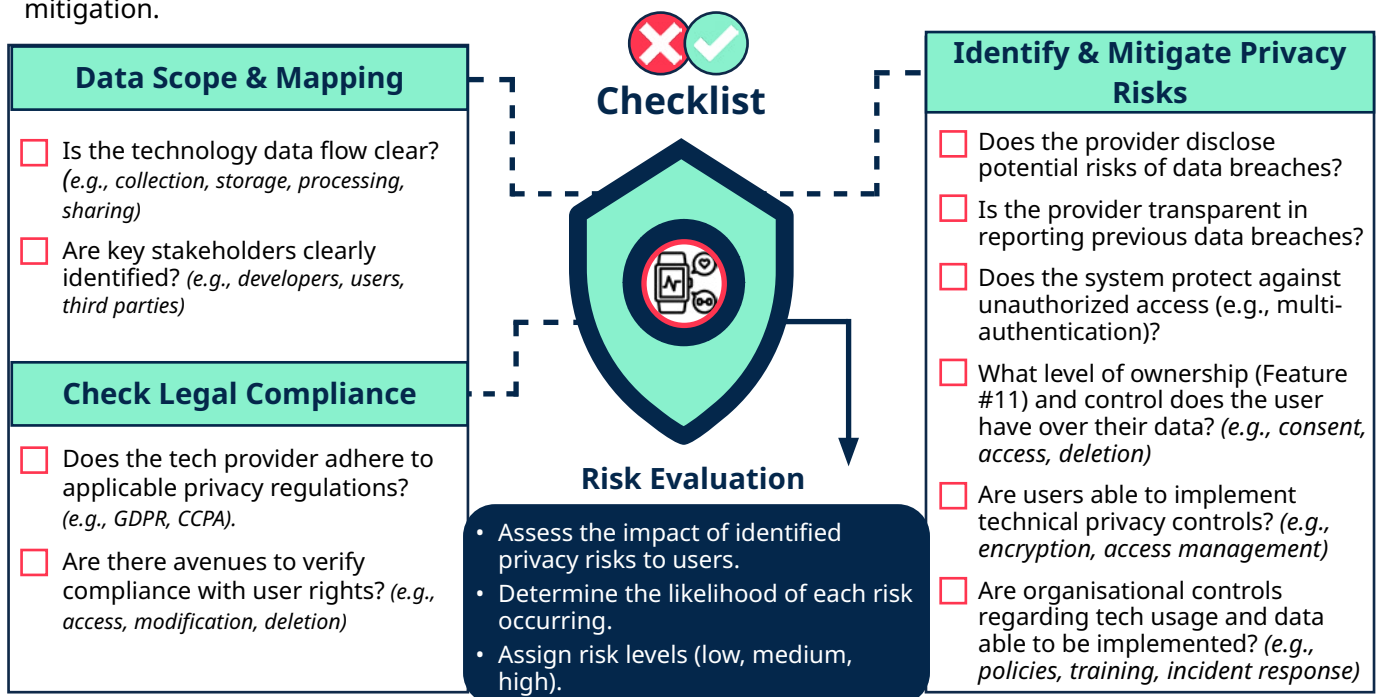 mitigation.
Data Scope & Mapping
Is the technology data flow clear?
(e.g., collection, storage, processing,
sharing)
Are key stakeholders clearly
identified? (e.g., developers, users,
third parties)
Check Legal Compliance
Does the tech provider adhere to
applicable privacy regulations?
(e.g., GDPR, CCPA).
Are there avenues to verify
compliance with user rights? (e.g.,
access, modification, deletion)
Checklist
Risk Evaluation
• Assess the impact of identified
privacy risks to users.
• Determine the likelihood of each risk
occurring.
• Assign risk levels (low, medium,
high).
Identify & Mitigate Privacy
Risks
Does the provider disclose
potential risks of data breaches?
Is the provider transparent in
reporting previous data breaches?
Does the system protect against
unauthorized access (e.g., multi-
authentication)?
What level of ownership (Feature
#11) and control does the user
have over their data? (e.g., consent,
access, deletion)
Are users able to implement
technical privacy controls? (e.g.,
encryption, access management)
Are organisational controls
regarding tech usage and data
able to be implemented? (e.g.,
policies, training, incident response)